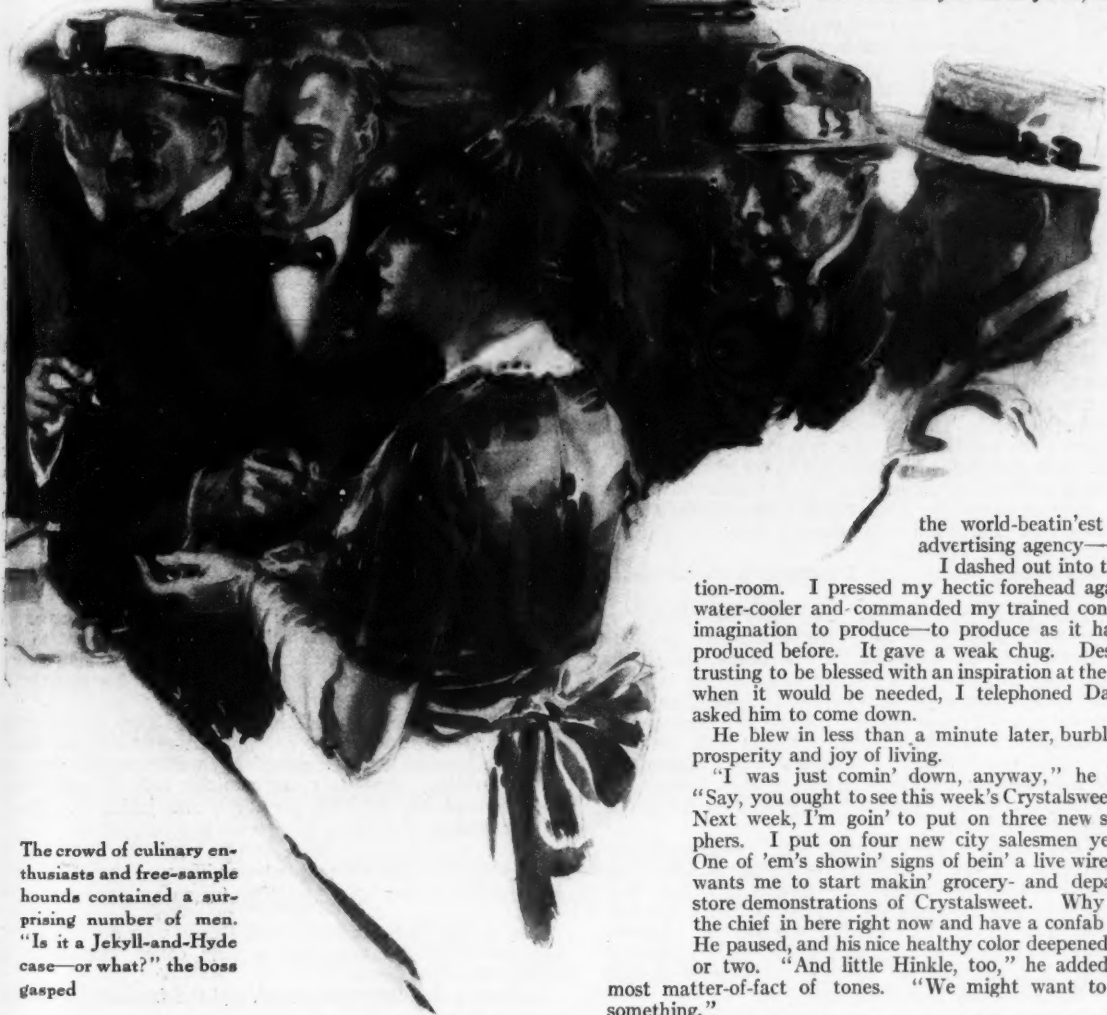 The crowd of culinary en-
thusiasts and free-sample
hounds contained a sur-
prising number of men.
"Is it a Jekyll-and-Hyde
case—or what?" the boss
gasped
the world-beatin'est
advertising agency—
I dashed out into t
tion-room. I pressed my hectic forehead aga
water-cooler and commanded my trained con
imagination to produce—to produce as it ha
produced before. It gave a weak chug. Des
trusting to be blessed with an inspiration at the
when it would be needed, I telephoned Da
asked him to come down.
He blew in less than a minute later, burbl
prosperity and joy of living.
"I was just comin' down, anyway," he
"Say, you ought to see this week's Crystalswee
Next week, I'm goin' to put on three new s
phers. I put on four new city salesmen ye
One of 'em's showin' signs of bein' a live wire
wants me to start makin' grocery- and depa
store demonstrations of Crystalsweet. Why
the chief in here right now and have a confab
He paused, and his nice healthy color deepened
or two. "And little Hinkle, too," he added
most matter-of-fact of tones. "We might want to
something."